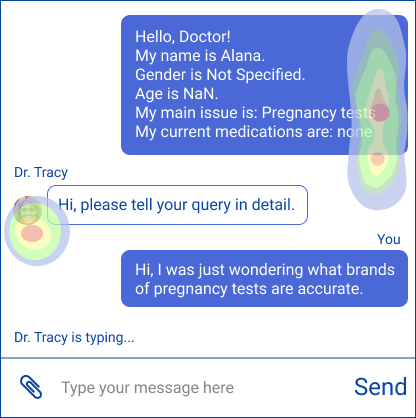 Hello, Doctor!
My name is Alana.
Gender is Not Specified.
Age is NaN.
My main issue is: Pregnancy tests
My current medications are: none
Dr. Tracy
Hi, please tell your query in detail.
You
Hi, I was just wondering what brands
of pregnancy tests are accurate.
Dr. Tracy is typing...
Type your message here
Send